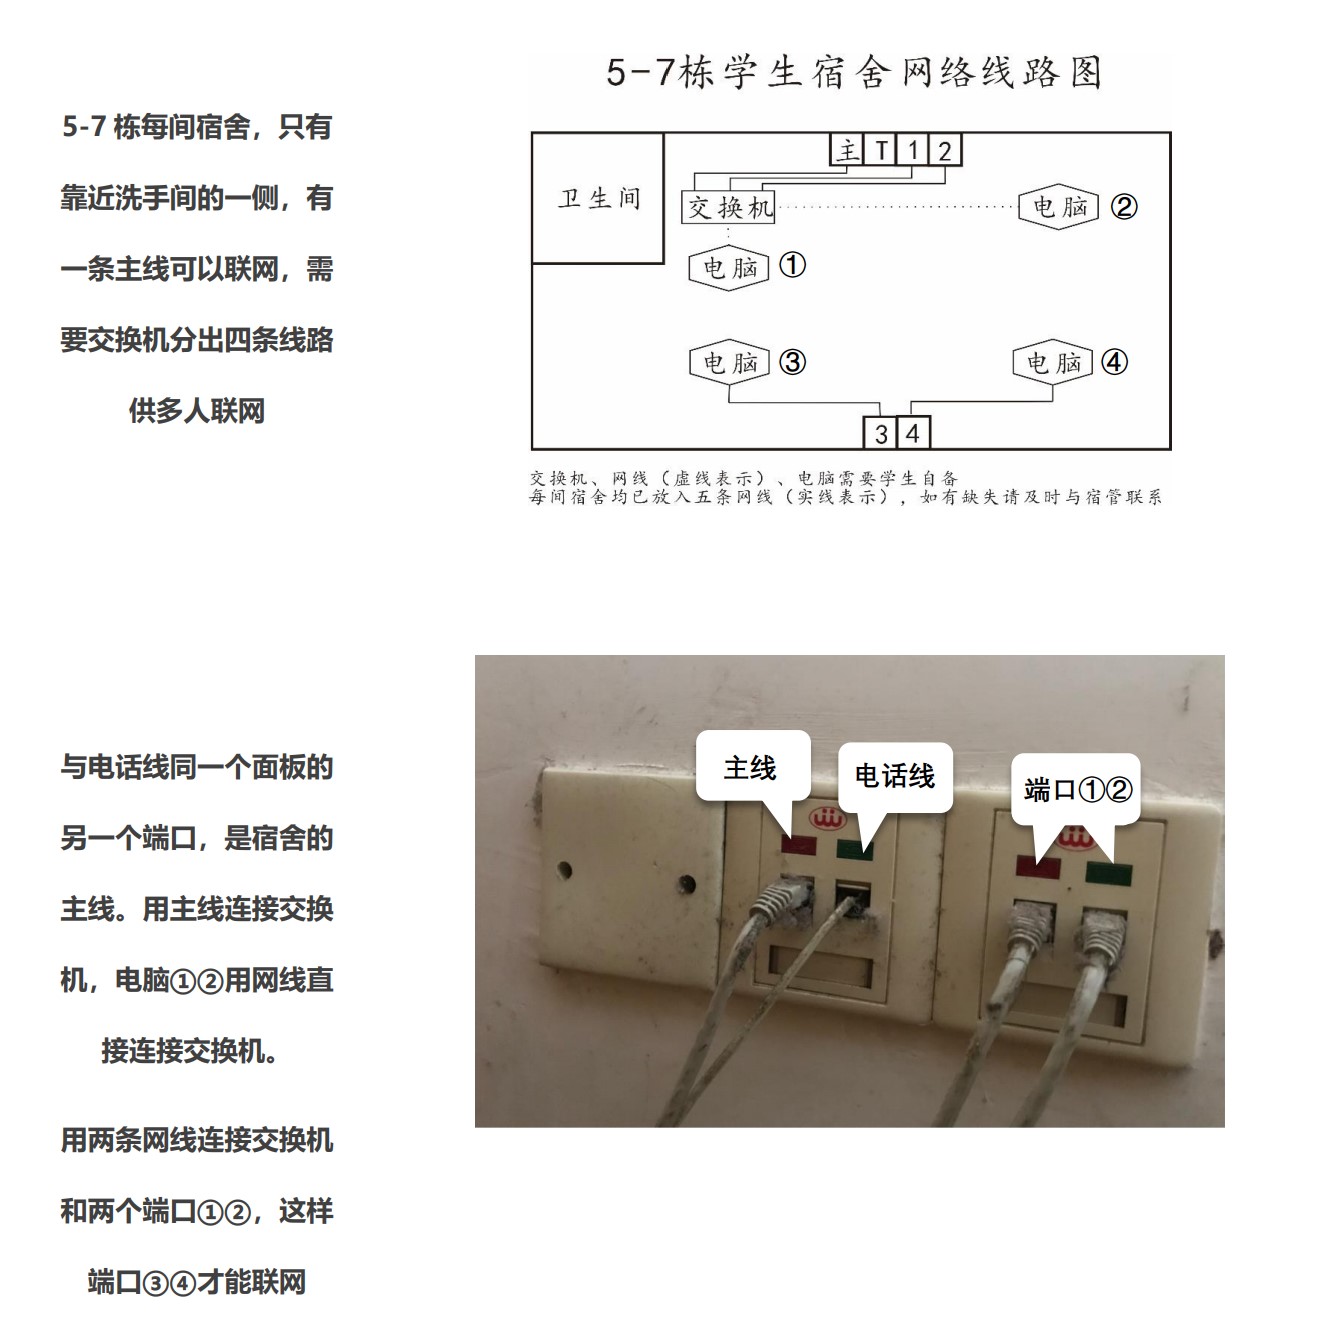 5-7栋学生宿舍网络线路图
5-7 栋每间宿舍，只有
靠近洗手间的一侧，有
一条主线可以联网，需
要交换机分出四条线路
供多人联网
主 T 1 2
卫生间
交换机
电脑 ②
电脑 ①
电脑 ③
电脑 ④
3 4
交换机、网线（虚线表示）、电脑需要学生自备
每间宿舍均已放入五条网线（实线表示），如有缺失请及时与宿管联系
与电话线同一个面板的
另一个端口，是宿舍的
主线。用主线连接交换
机，电脑①②用网线直
接连接交换机。
用两条网线连接交换机
和两个端口①②，这样
端口③④才能联网
主线
电话线
端口①②